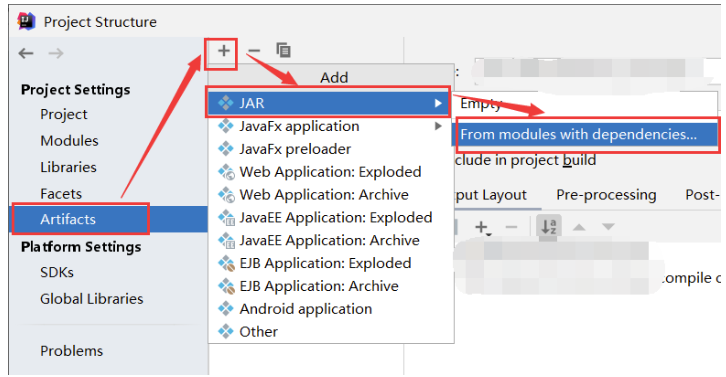 Project Structure
Project Settings
Project
Modules
Libraries
Facets
Artifacts
Platform Settings
SDKs
Global Libraries
Problems
Add
JAR
JavaFx application
JavaFx preloader
Web Application: Exploded
Web Application: Archive
JavaEE Application: Exploded
JavaEE Application: Archive
EJB Application: Exploded
EJB Application: Archive
Android application
Other
:
Empty
From modules with dependencies...
clude in project build
put Layout Pre-processing Post-
compile o